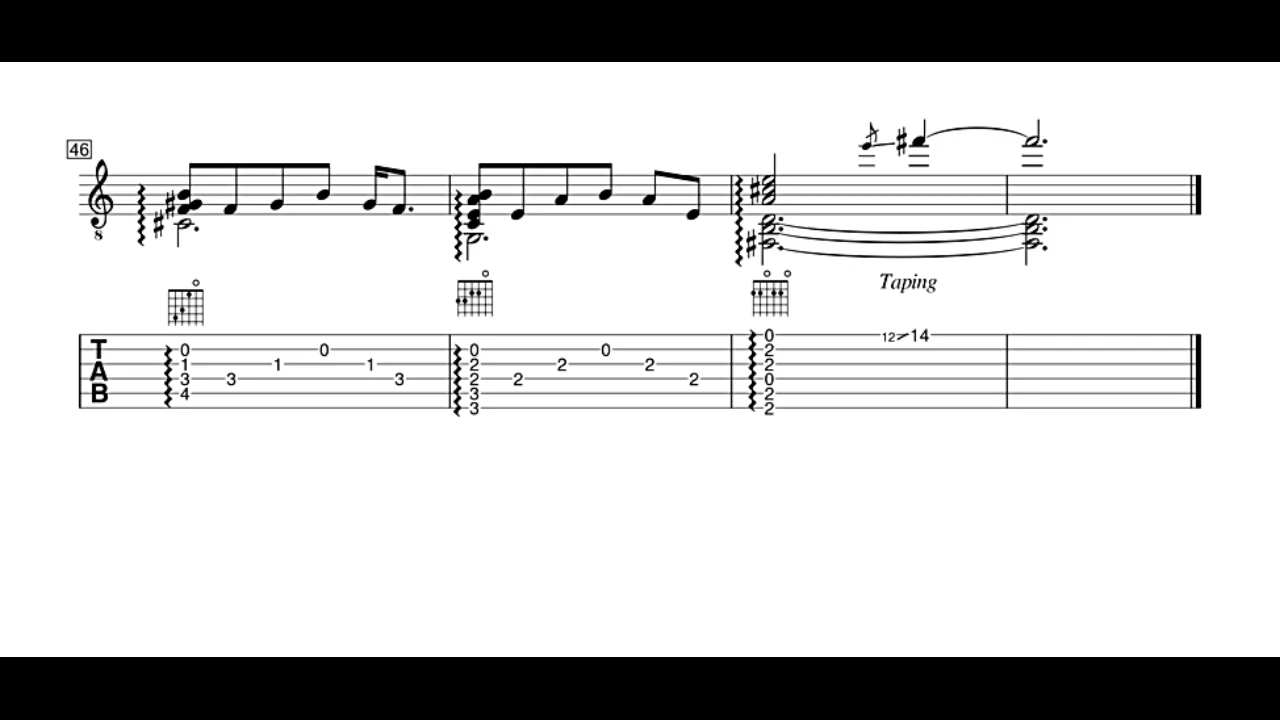 46
8
Taping
T 0 0 0 0 0
1 1 1 2 2 2 2
A 3 3 3 2 2 2 0 
B 4 3 2
3 2
12 14